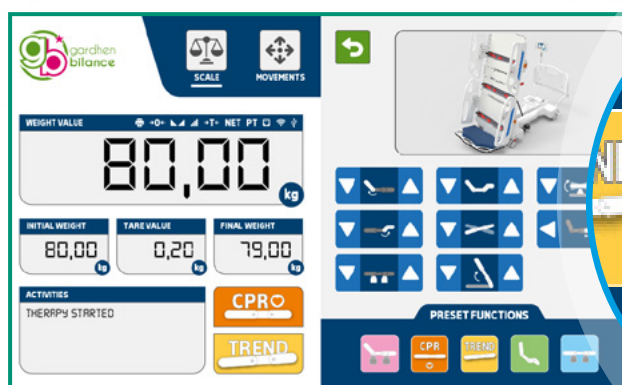 gardhen
bilance
SCALE
MOVEMENTS
WEIGHT VALUE
→0← →T← NET PT
80,00
kg
INITIAL WEIGHT
80,00
kg
TARE VALUE
0,20
kg
FINAL WEIGHT
79,00
kg
ACTIVITIES
THERAPY STARTED
CPR
TREND
PRESET FUNCTIONS
CPR
TREND